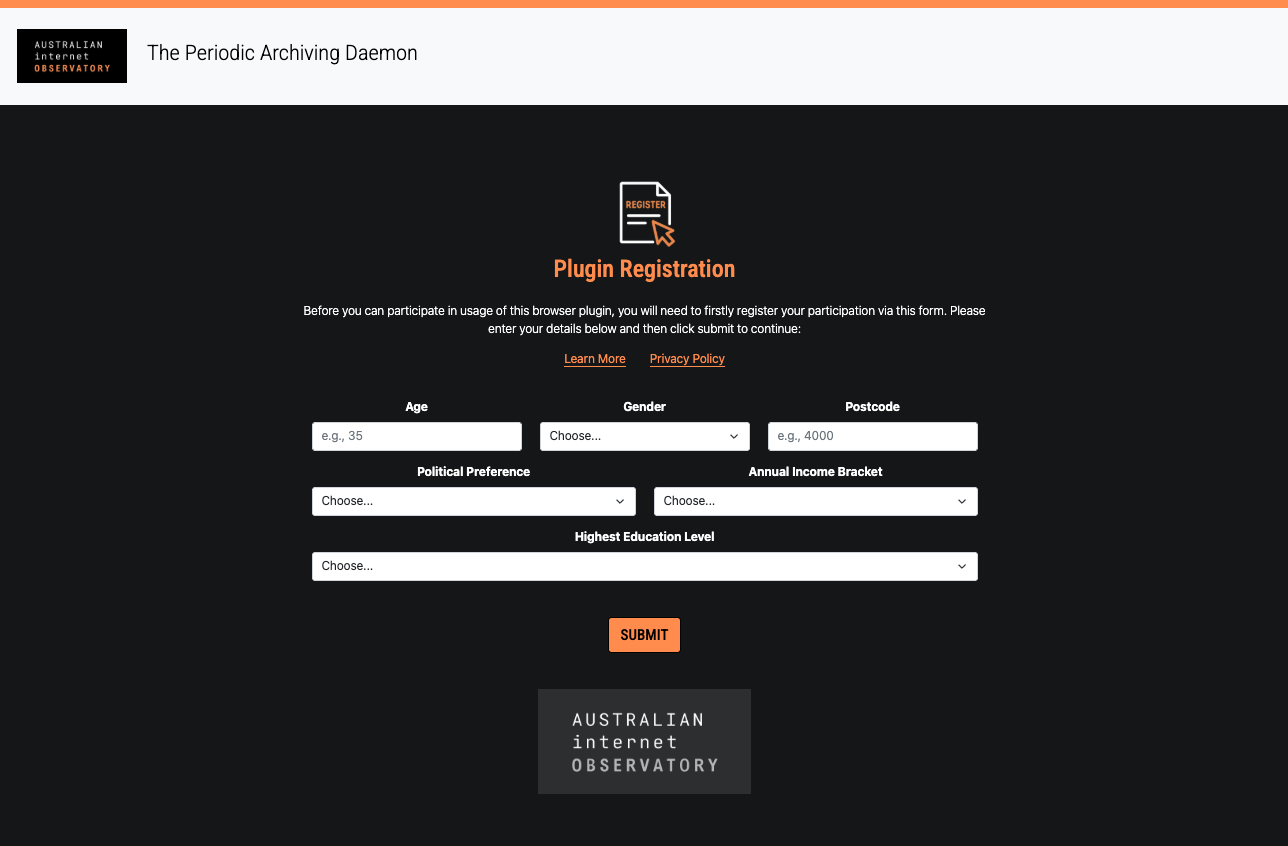 AUSTRALIAN
internet
OBSERVATORY
The Periodic Archiving Daemon
REGISTER
Plugin Registration
Before you can participate in usage of this browser plugin, you will need to firstly register your participation via this form. Please
enter your details below and then click submit to continue:
Learn More Privacy Policy
Age Gender Postcode
e.g., 35 Choose... e.g., 4000
Political Preference Annual Income Bracket
Choose... Choose...
Highest Education Level
Choose...
SUBMIT
AUSTRALIAN
internet
OBSERVATORY